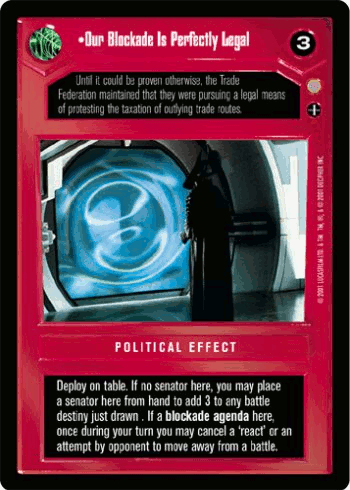 •Our Blockade Is Perfectly Legal
3
Until it could be proven otherwise, the Trade
Federation maintained that they were pursuing a legal means
of protesting the taxation of outlying trade routes.
POLITICAL EFFECT
Deploy on table. If no senator here, you may place
a senator here from hand to add 3 to any battle
destiny just drawn . If a blockade agenda here,
once during your turn you may cancel a ‘react’ or an
attempt by opponent to move away from a battle.